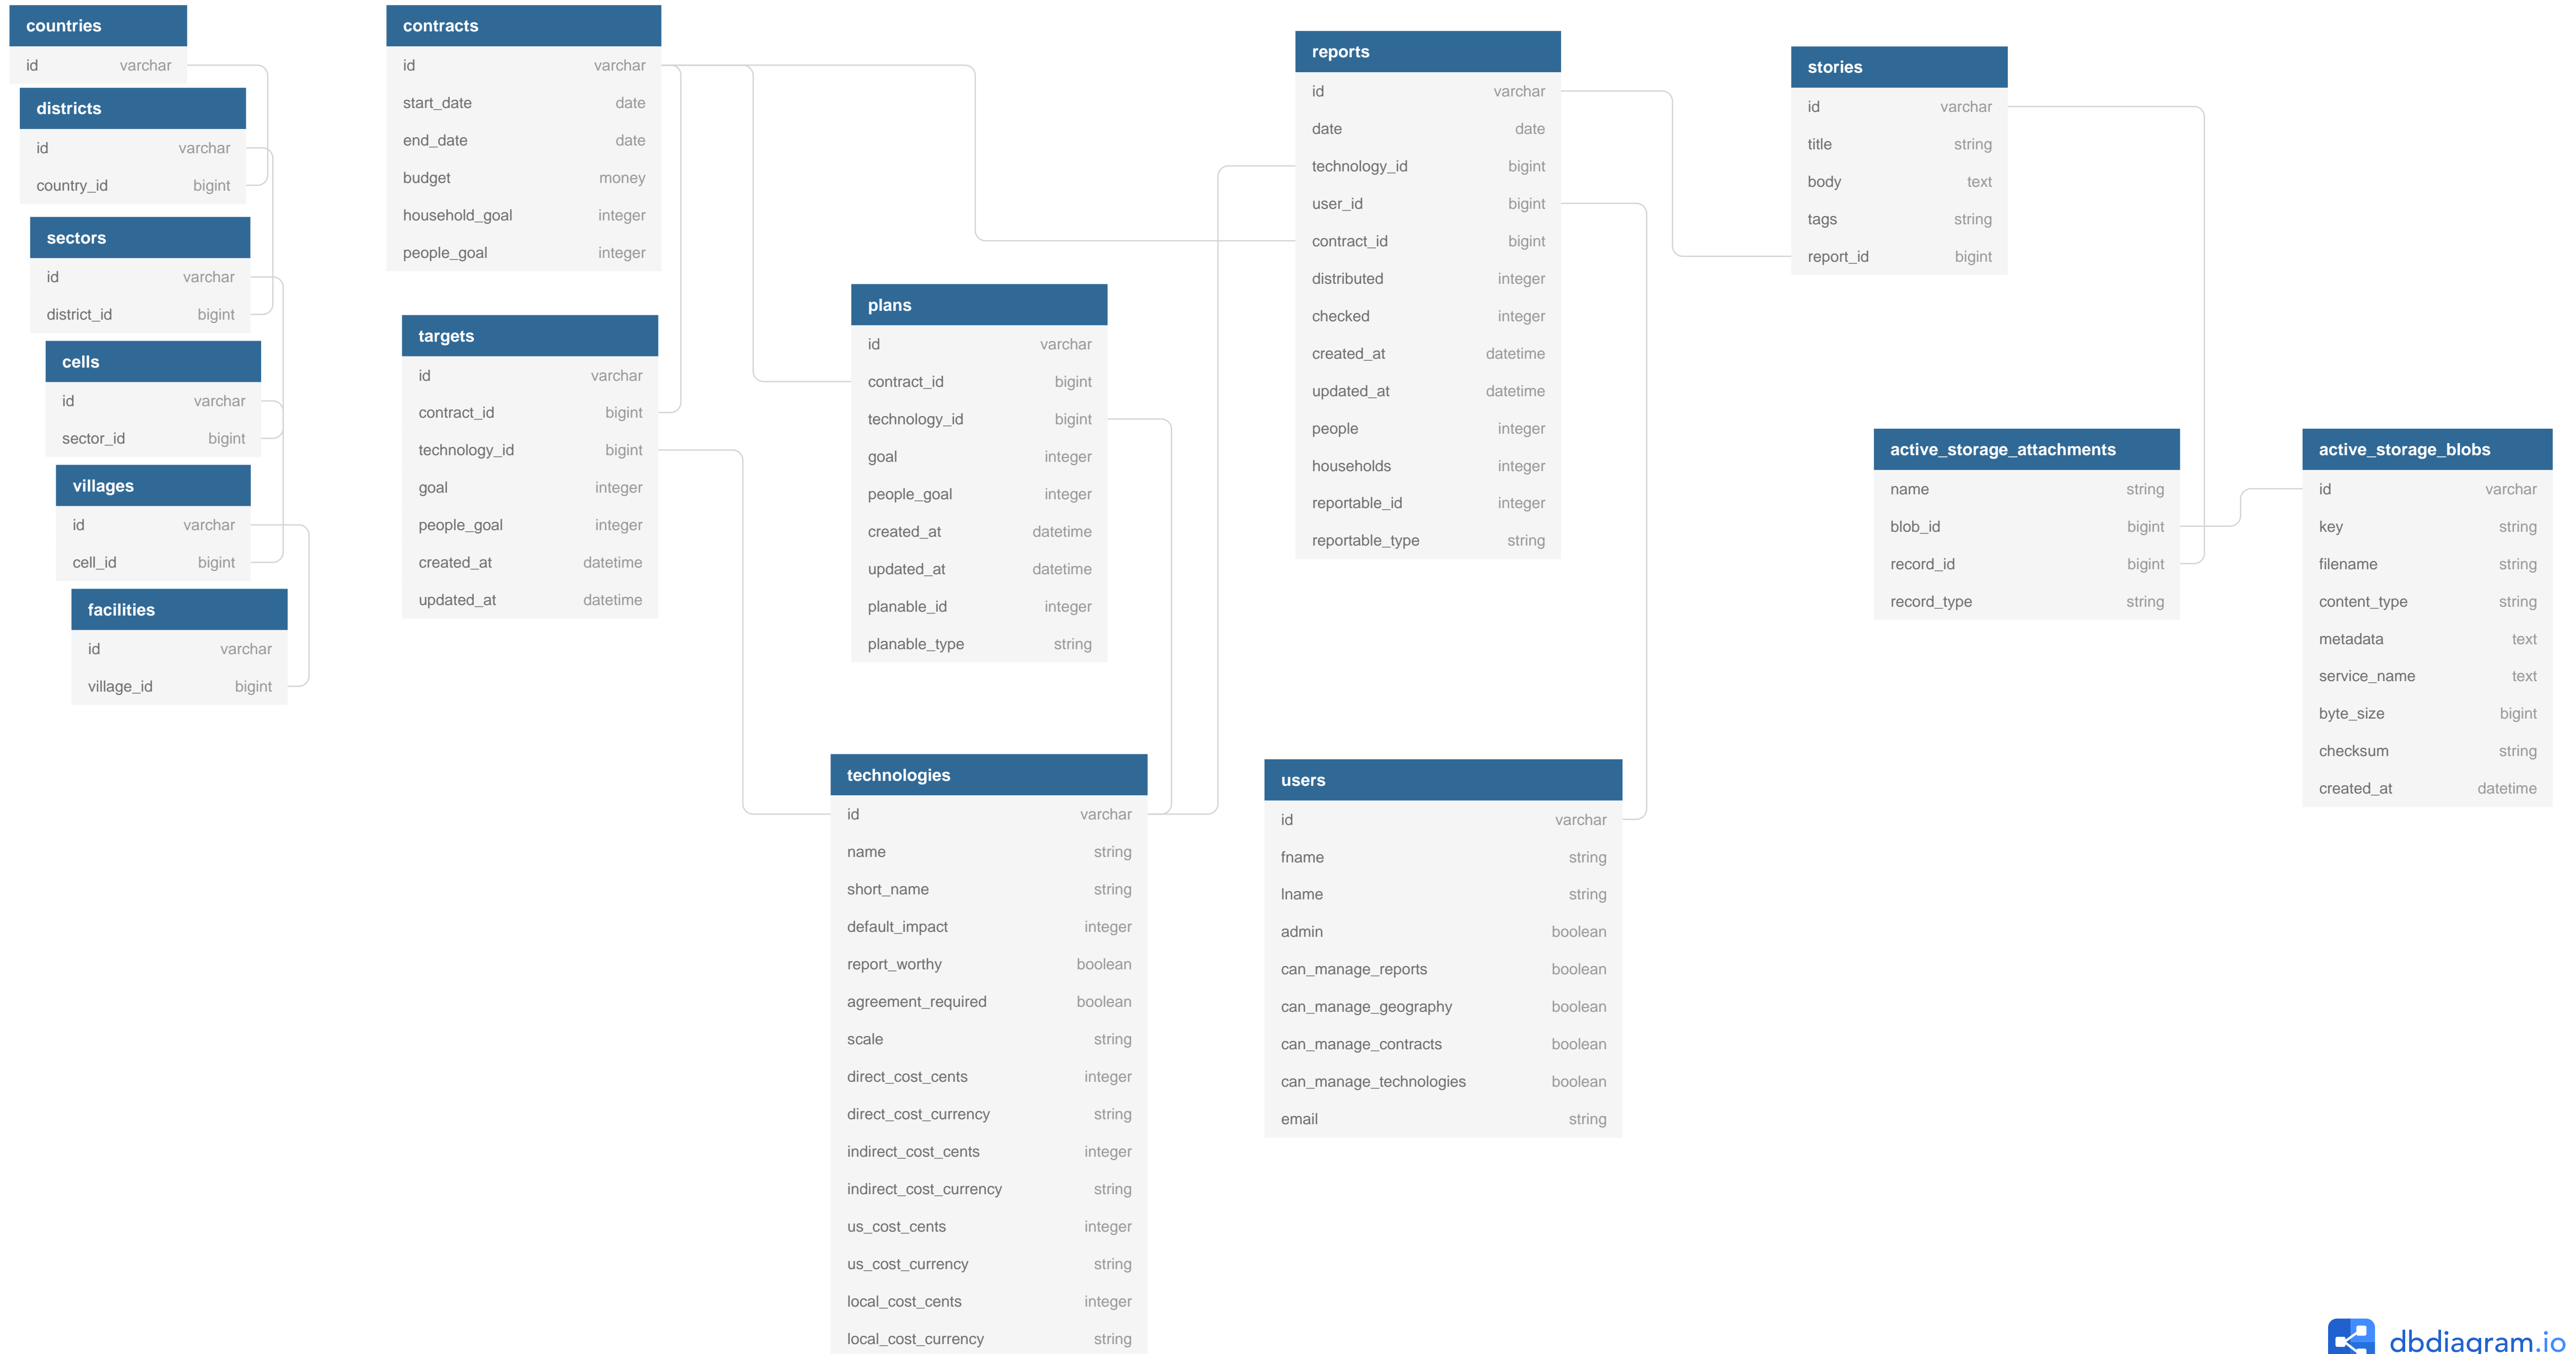 countries
id varchar
districts
id varchar
country_id bigint
sectors
id varchar
district_id bigint
cells
id varchar
sector_id bigint
villages
id varchar
cell_id bigint
facilities
id varchar
village_id bigint
contracts
id varchar
start_date date
end_date date
budget money
household_goal integer
people_goal integer
targets
id varchar
contract_id bigint
technology_id bigint
goal integer
people_goal integer
created_at datetime
updated_at datetime
plans
id varchar
contract_id bigint
technology_id bigint
goal integer
people_goal integer
created_at datetime
updated_at datetime
planable_id integer
planable_type string
technologies
id varchar
name string
short_name string
default_impact integer
report_worthy boolean
agreement_required boolean
scale string
direct_cost_cents integer
direct_cost_currency string
indirect_cost_cents integer
indirect_cost_currency string
us_cost_cents integer
us_cost_currency string
local_cost_cents integer
local_cost_currency string
reports
id varchar
date date
technology_id bigint
user_id bigint
contract_id bigint
distributed integer
checked integer
created_at datetime
updated_at datetime
people integer
households integer
reportable_id integer
reportable_type string
users
id varchar
fname string
lname string
admin boolean
can_manage_reports boolean
can_manage_geography boolean
can_manage_contracts boolean
can_manage_technologies boolean
email string
stories
id varchar
title string
body text
tags string
report_id bigint
active_storage_attachments
name string
blob_id bigint
record_id bigint
record_type string
active_storage_blobs
id varchar
key string
filename string
content_type string
metadata text
service_name text
byte_size bigint
checksum string
created_at datetime
dbdiagram.io